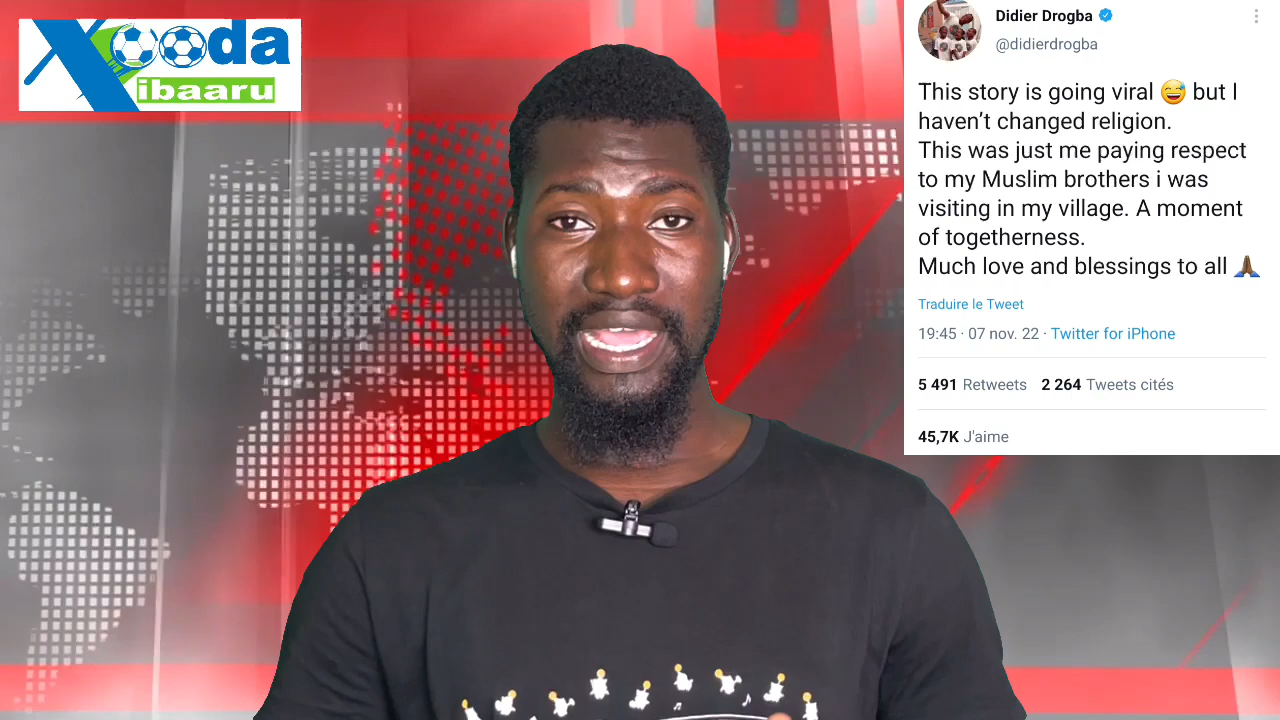 Xooda
ibaaru
Didier Drogba
@didierdrogba
This story is going viral 😅 but I
haven't changed religion.
This was just me paying respect
to my Muslim brothers i was
visiting in my village. A moment
of togetherness.
Much love and blessings to all 🙏🏾
Traduire le Tweet
19:45 · 07 nov. 22 · Twitter for iPhone
5 491 Retweets 2 264 Tweets cités
45,7K J'aime